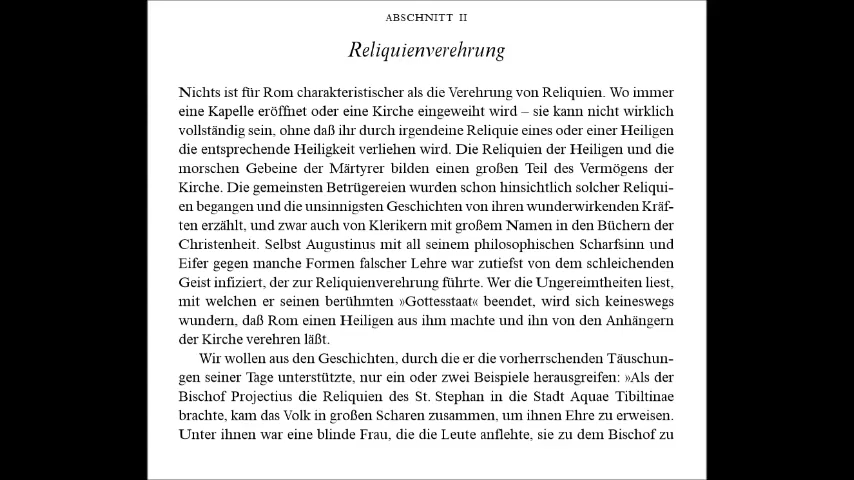 ABSCHNITT II
Reliquienverehrung
Nichts ist für Rom charakteristischer als die Verehrung von Reliquien. Wo immer
eine Kapelle eröffnet oder eine Kirche eingeweiht wird – sie kann nicht wirklich
vollständig sein, ohne daß ihr durch irgendeine Reliquie eines oder einer Heiligen
die entsprechende Heiligkeit verliehen wird. Die Reliquien der Heiligen und die
morschen Gebeine der Märtyrer bilden einen großen Teil des Vermögens der
Kirche. Die gemeinsten Betrügereien wurden schon hinsichtlich solcher Reliqui-
en begangen und die unsinnigsten Geschichten von ihren wunderwirkenden Kräf-
ten erzählt, und zwar auch von Klerikern mit großem Namen in den Büchern der
Christenheit. Selbst Augustinus mit all seinem philosophischen Scharfsinn und
Eifer gegen manche Formen falscher Lehre war zutiefst von dem schleichenden
Geist infiziert, der zur Reliquienverehrung führte. Wer die Ungereimtheiten liest,
mit welchen er seinen berühmten »Gottesstaat« beendet, wird sich keineswegs
wundern, daß Rom einen Heiligen aus ihm machte und ihn von den Anhängern
der Kirche verehren läßt.
Wir wollen aus den Geschichten, durch die er die vorherrschenden Täuschun-
gen seiner Tage unterstützte, nur ein oder zwei Beispiele herausgreifen: »Als der
Bischof Projectius die Reliquien des St. Stephan in die Stadt Aquae Tibiltinae
brachte, kam das Volk in großen Scharen zusammen, um ihnen Ehre zu erweisen.
Unter ihnen war eine blinde Frau, die die Leute anflehte, sie zu dem Bischof zu